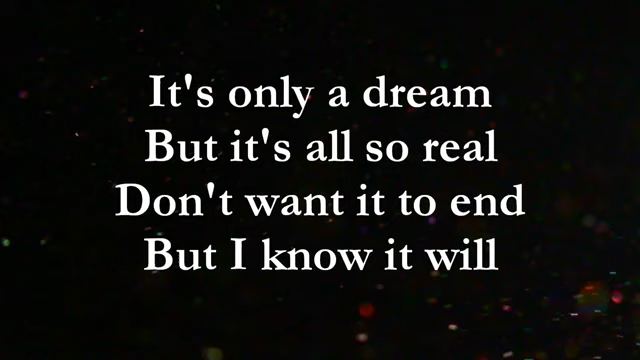 It's only a dream
But it's all so real
Don't want it to end
But I know it will